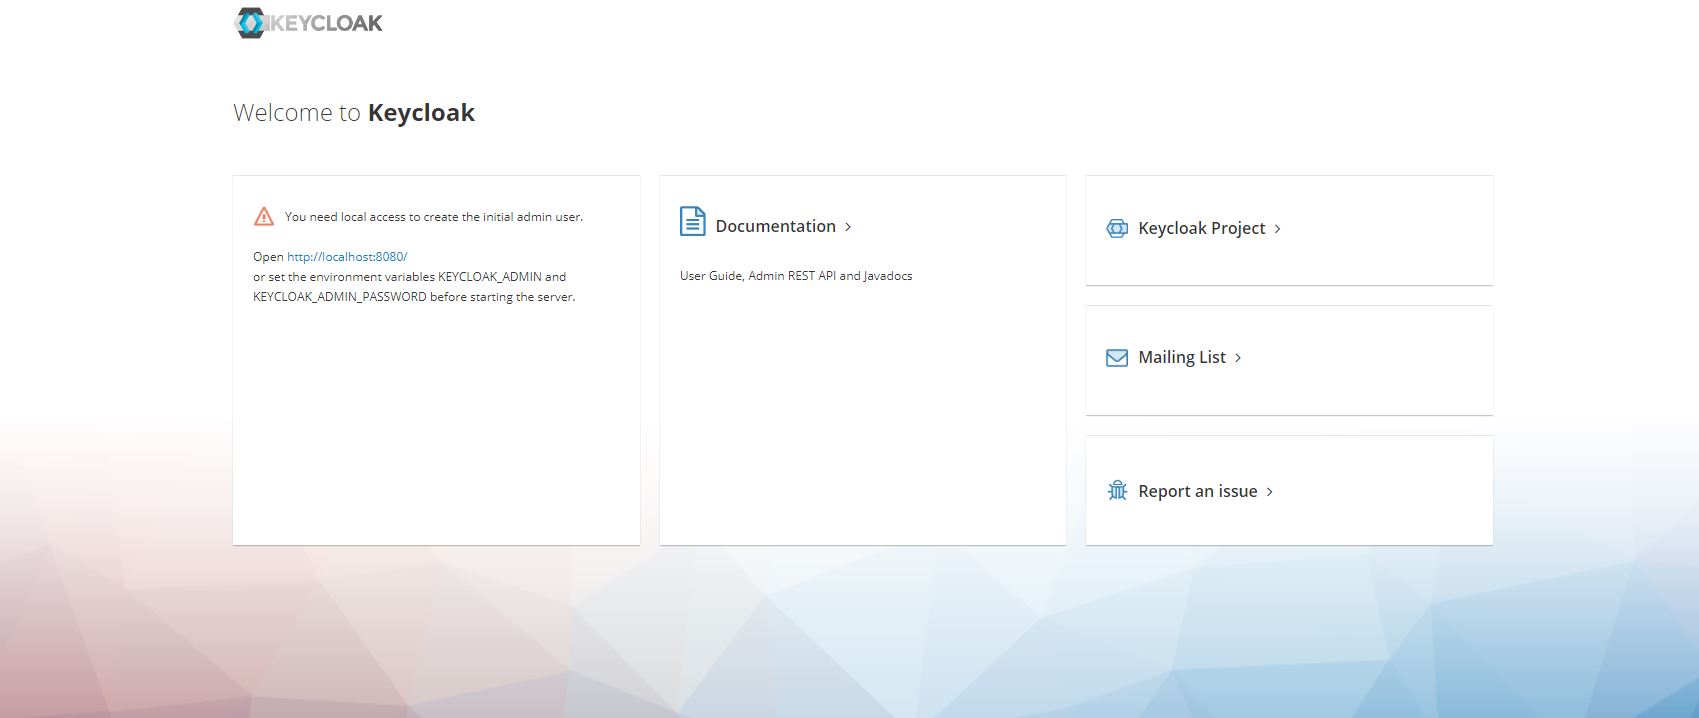 KEYCLOAK
Welcome to Keycloak
You need local access to create the initial admin user.
Open http://localhost:8080/
or set the environment variables KEYCLOAK_ADMIN and
KEYCLOAK_ADMIN_PASSWORD before starting the server.
Documentation
User Guide, Admin REST API and Javadocs
Keycloak Project
Mailing List
Report an issue